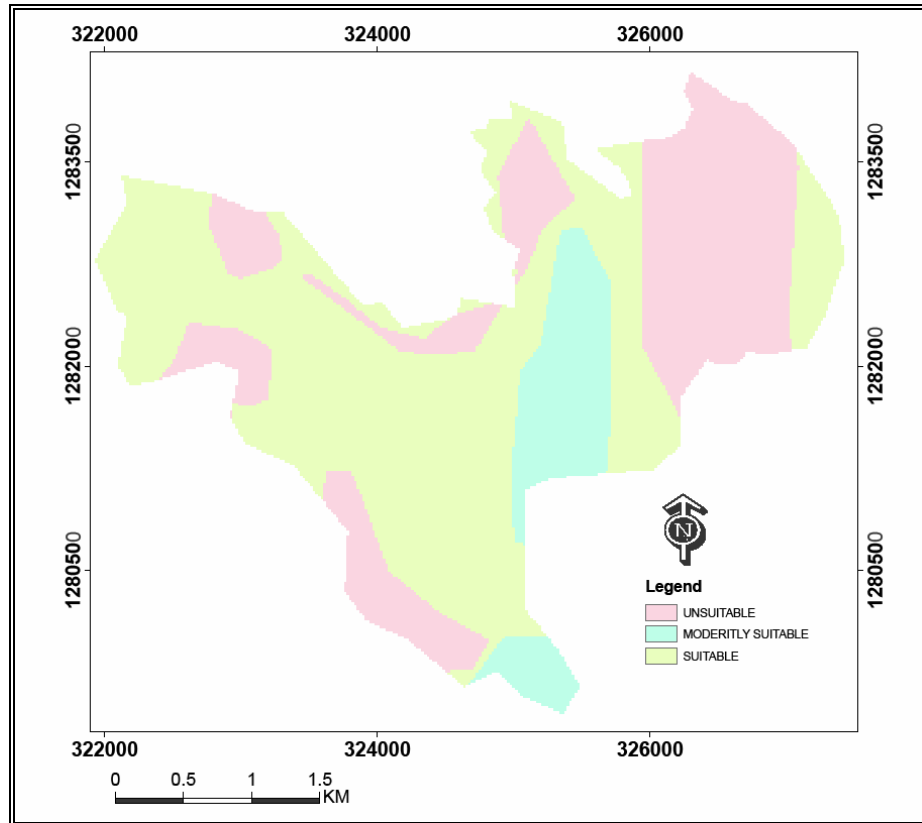 322000 324000 326000
1283500 1283500
1282000 1282000
1280500 1280500
N
Legend
UNSUITABLE
MODERITLY SUITABLE
SUITABLE
322000 324000 326000
0 0.5 1 1.5
KM